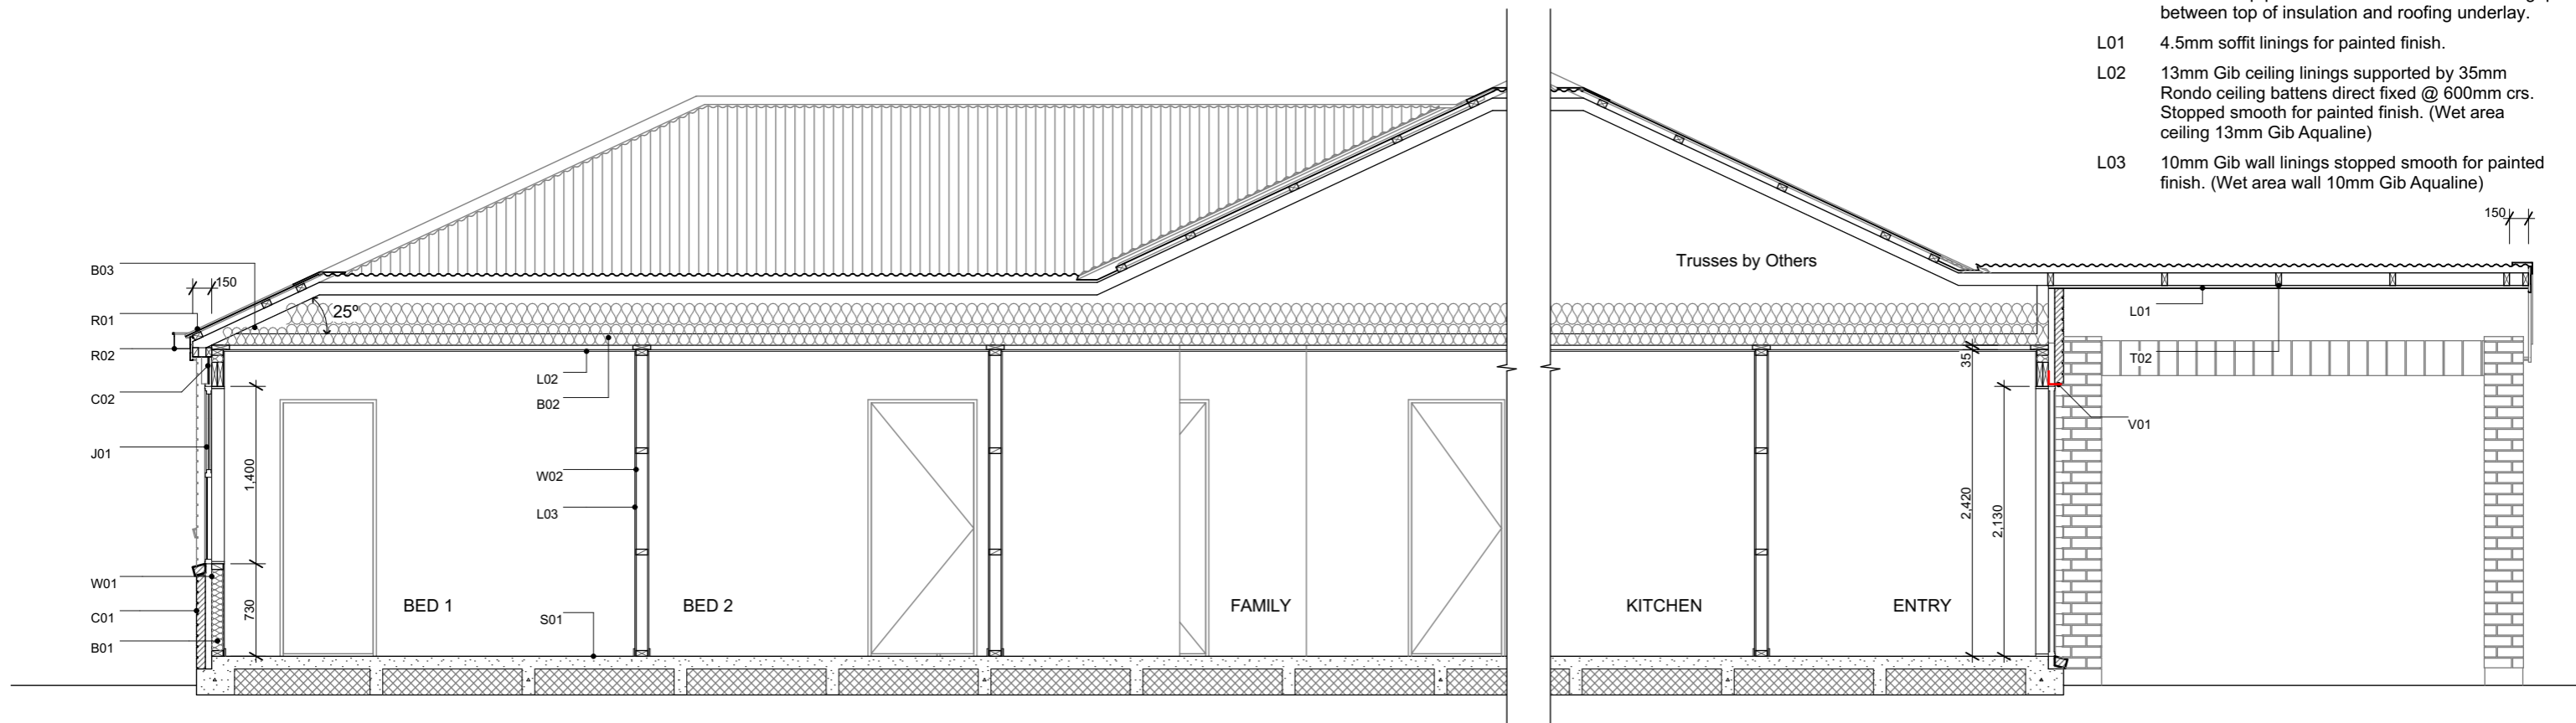 between top of insulation and roofing underlay.
L01 4.5mm soffit linings for painted finish.
L02 13mm Gib ceiling linings supported by 35mm
Rondo ceiling battens direct fixed @ 600mm crs.
Stopped smooth for painted finish. (Wet area
ceiling 13mm Gib Aqualine)
L03 10mm Gib wall linings stopped smooth for painted
finish. (Wet area wall 10mm Gib Aqualine)
150
Trusses by Others
B03
150
25°
R01
L01
R02
T02
35
L02
C02
B02
V01
J01
1,400
W02
2,420
L03
2,130
W01
BED 1
BED 2
FAMILY
KITCHEN
ENTRY
730
C01
S01
B01